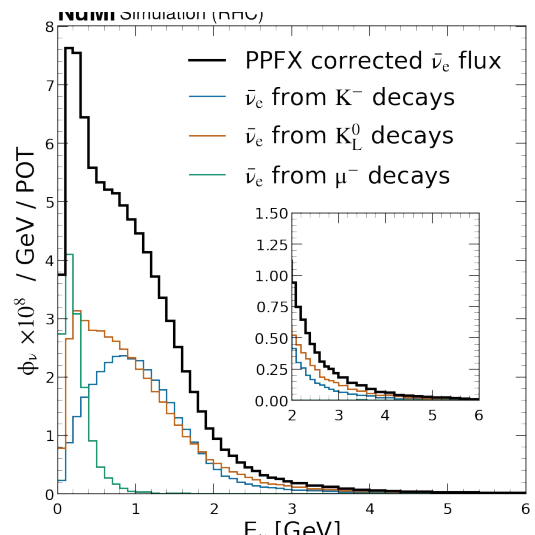 NuMI Simulation (RHC)
PPFX corrected ν̄e flux
ν̄e from K⁻ decays
ν̄e from K⁰L decays
ν̄e from μ⁻ decays
ϕν ×10⁸ / GeV / POT
8
7
6
5
4
3
2
1
0
1.50
1.25
1.00
0.75
0.50
0.25
0.00
2 3 4 5 6
0 1 2 3 4 5 6
Eν [GeV]